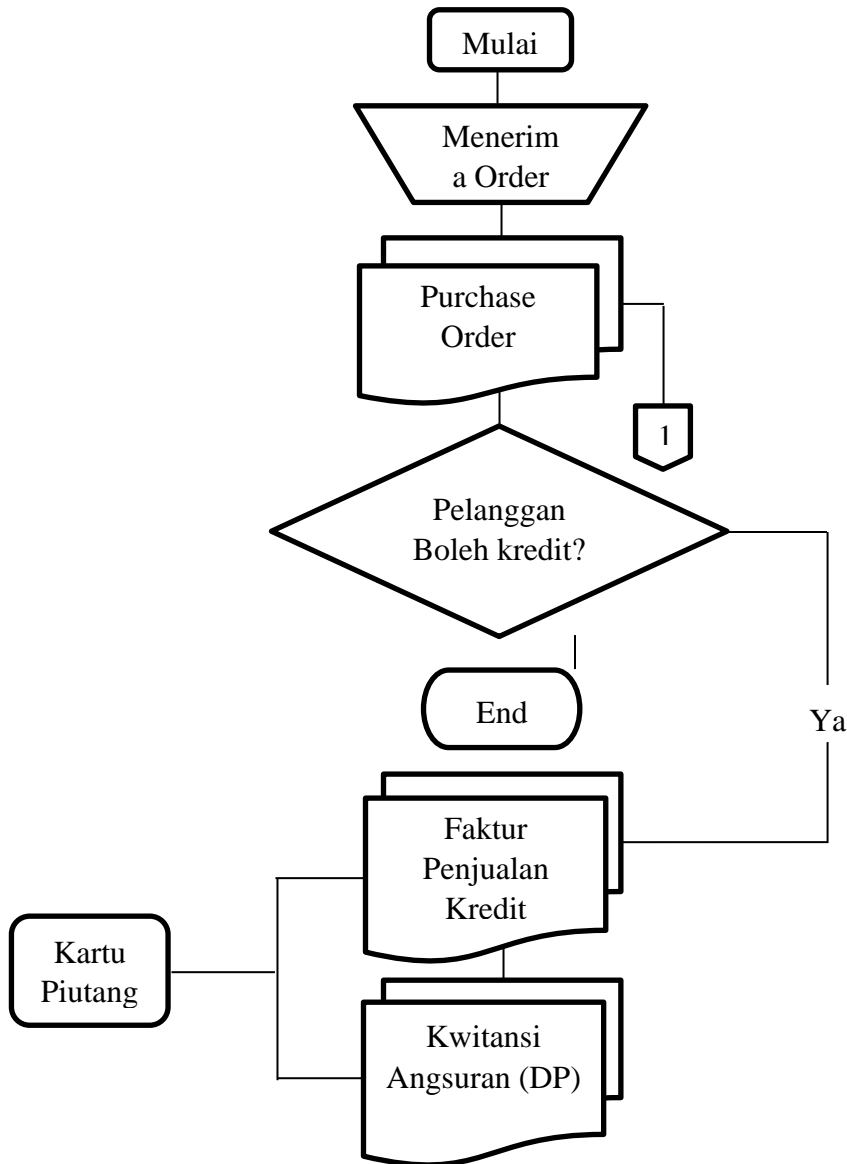 Mulai
Menerim
a Order
Purchase
Order
1
Pelanggan
Boleh kredit?
End
Ya
Faktur
Penjualan
Kredit
Kartu
Piutang
Kwitansi
Angsuran (DP)